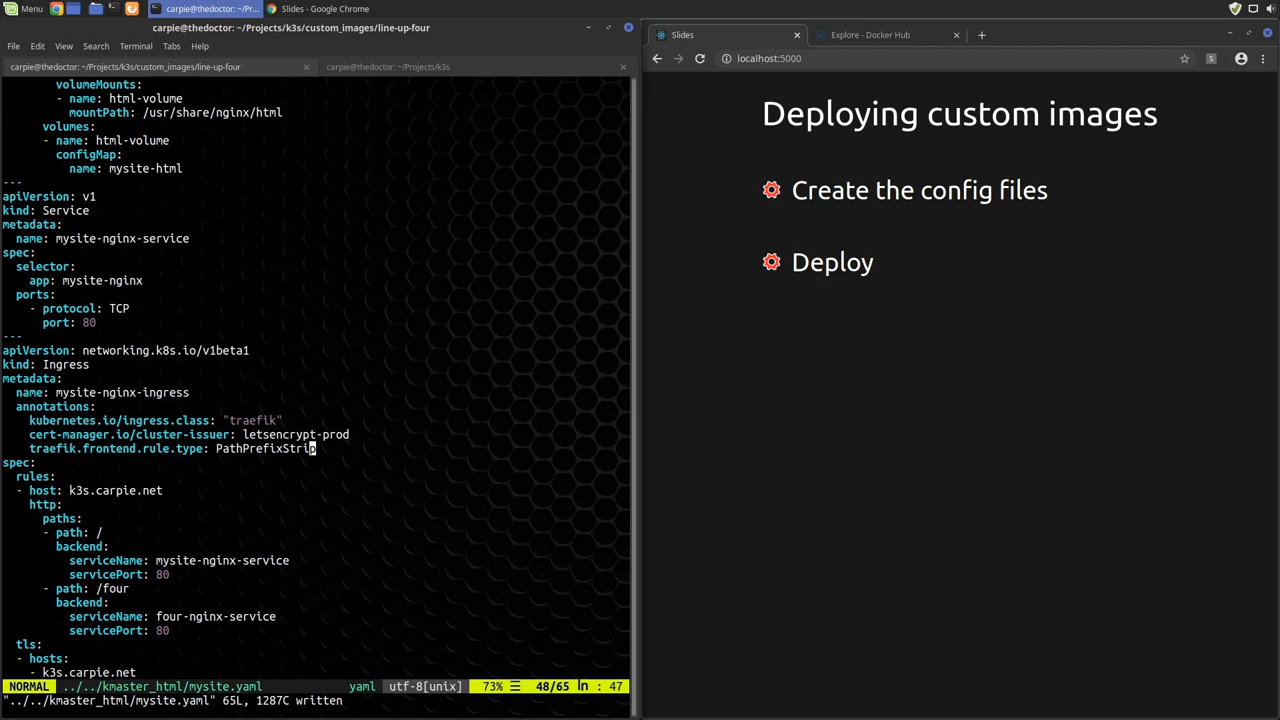 Menu
carpie@thedoctor: ~/Pr...
Slides - Google Chrome
carpie@thedoctor: ~/Projects/k3s/custom_images/line-up-four
File Edit View Search Terminal Tabs Help
carpie@thedoctor: ~/Projects/k3s/custom_images/line-up-four
carpie@thedoctor: ~/Projects/k3s
volumeMounts:
- name: html-volume
mountPath: /usr/share/nginx/html
volumes:
- name: html-volume
configMap:
name: mysite-html
---
apiVersion: v1
kind: Service
metadata:
name: mysite-nginx-service
spec:
selector:
app: mysite-nginx
ports:
- protocol: TCP
port: 80
---
apiVersion: networking.k8s.io/v1beta1
kind: Ingress
metadata:
name: mysite-nginx-ingress
annotations:
kubernetes.io/ingress.class: "traefik"
cert-manager.io/cluster-issuer: letsencrypt-prod
traefik.frontend.rule.type: PathPrefixStrip
spec:
rules:
- host: k3s.carpie.net
http:
paths:
- path: /
backend:
serviceName: mysite-nginx-service
servicePort: 80
- path: /four
backend:
serviceName: four-nginx-service
servicePort: 80
tls:
- hosts:
- k3s.carpie.net
NORMAL ../../kmaster_html/mysite.yaml yaml utf-8[unix] 73% ☰ 48/65 ln : 47
"../../kmaster_html/mysite.yaml" 65L, 1287C written
Slides
Explore - Docker Hub
localhost:5000
S
Deploying custom images
Create the config files
Deploy